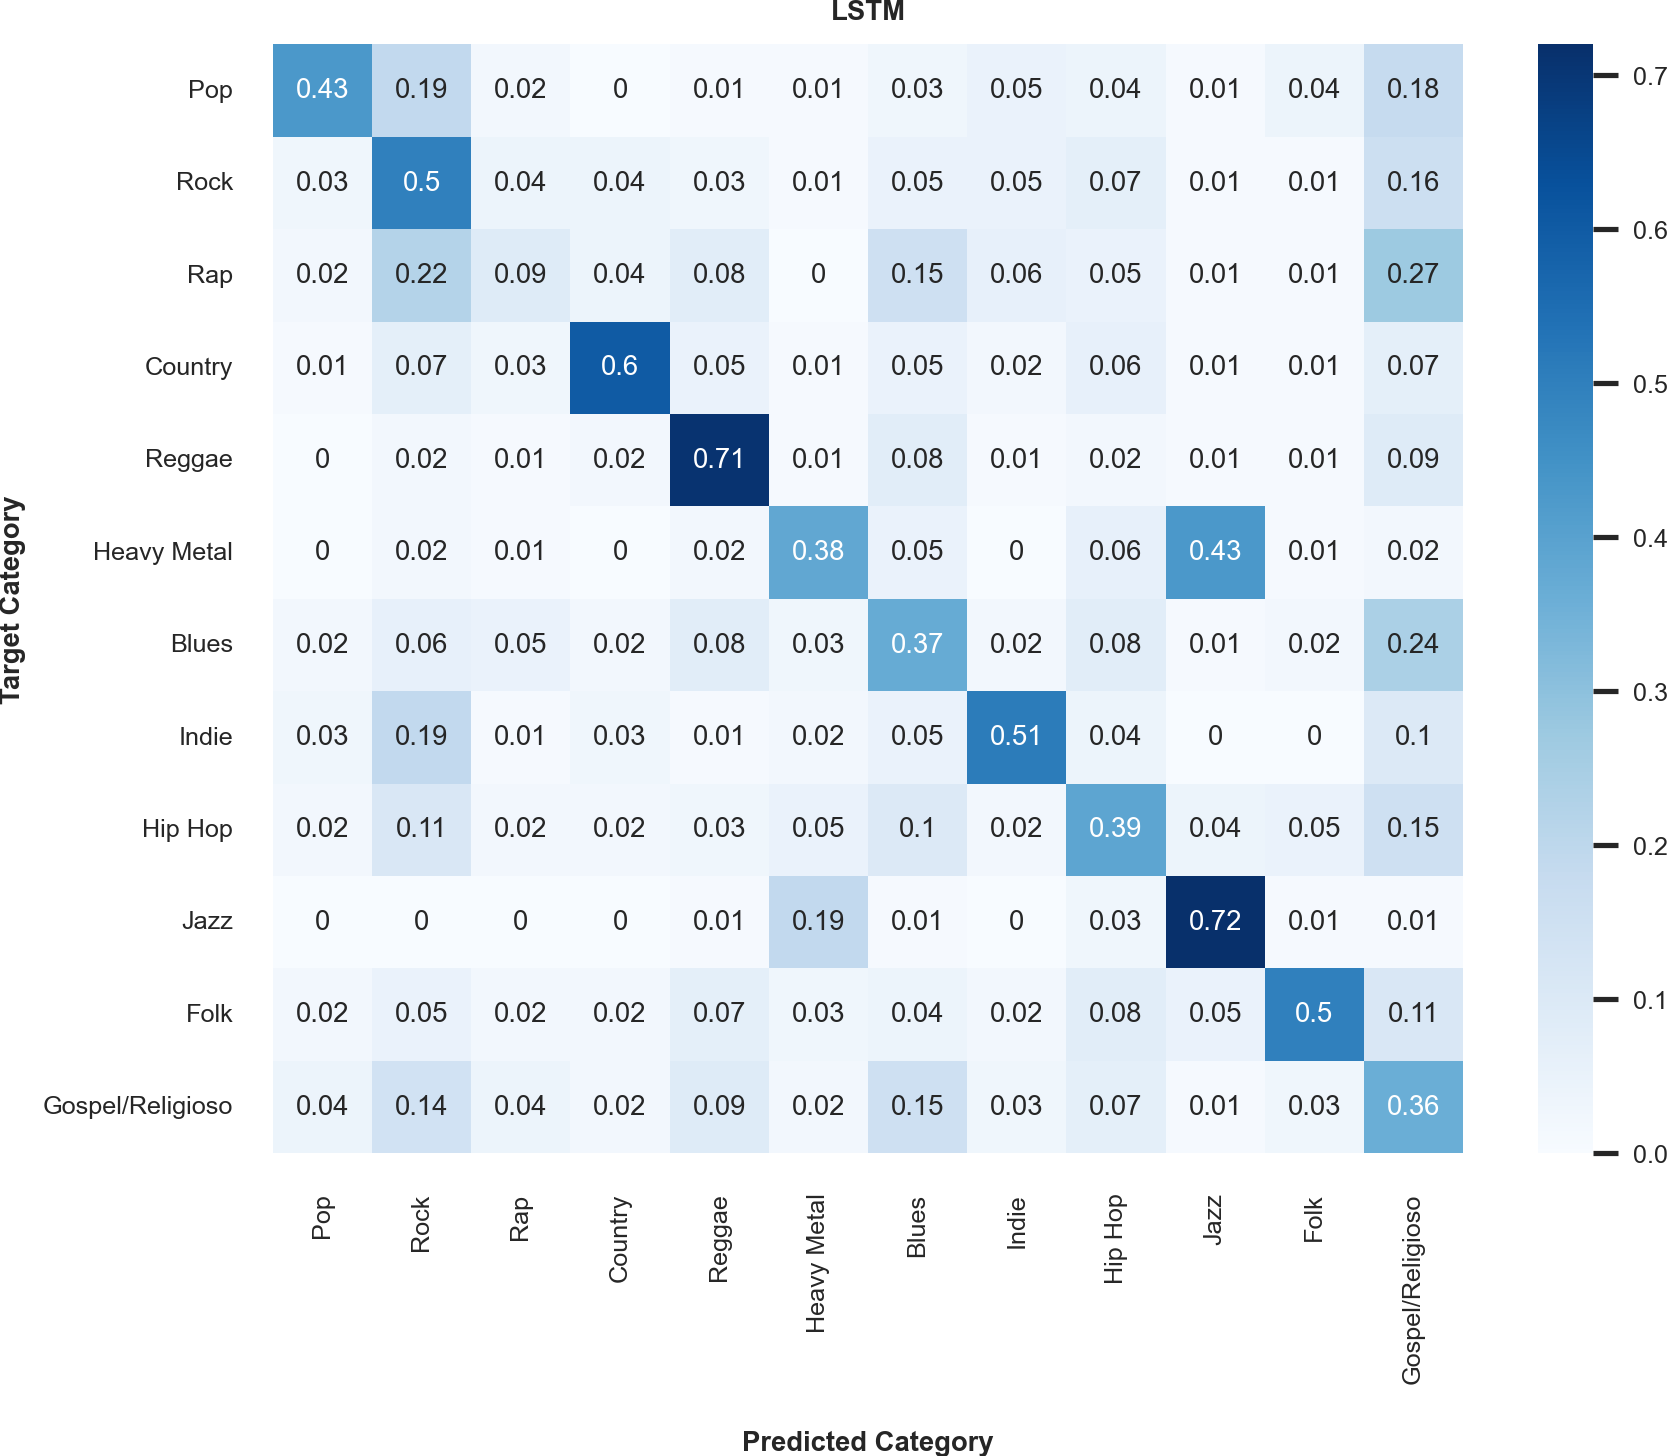 LSTM
Pop 0.43 0.19 0.02 0 0.01 0.01 0.03 0.05 0.04 0.01 0.04 0.18
Rock 0.03 0.5 0.04 0.04 0.03 0.01 0.05 0.05 0.07 0.01 0.01 0.16
Rap 0.02 0.22 0.09 0.04 0.08 0 0.15 0.06 0.05 0.01 0.01 0.27
Country 0.01 0.07 0.03 0.6 0.05 0.01 0.05 0.02 0.06 0.01 0.01 0.07
Reggae 0 0.02 0.01 0.02 0.71 0.01 0.08 0.01 0.02 0.01 0.01 0.09
Heavy Metal 0 0.02 0.01 0 0.02 0.38 0.05 0 0.06 0.43 0.01 0.02
Blues 0.02 0.06 0.05 0.02 0.08 0.03 0.37 0.02 0.08 0.01 0.02 0.24
Indie 0.03 0.19 0.01 0.03 0.01 0.02 0.05 0.51 0.04 0 0 0.1
Hip Hop 0.02 0.11 0.02 0.02 0.03 0.05 0.1 0.02 0.39 0.04 0.05 0.15
Jazz 0 0 0 0 0.01 0.19 0.01 0 0.03 0.72 0.01 0.01
Folk 0.02 0.05 0.02 0.02 0.07 0.03 0.04 0.02 0.08 0.05 0.5 0.11
Gospel/Religioso 0.04 0.14 0.04 0.02 0.09 0.02 0.15 0.03 0.07 0.01 0.03 0.36
Target Category
Pop Rock Rap Country Reggae Heavy Metal Blues Indie Hip Hop Jazz Folk Gospel/Religioso
Predicted Category
0.7
0.6
0.5
0.4
0.3
0.2
0.1
0.0